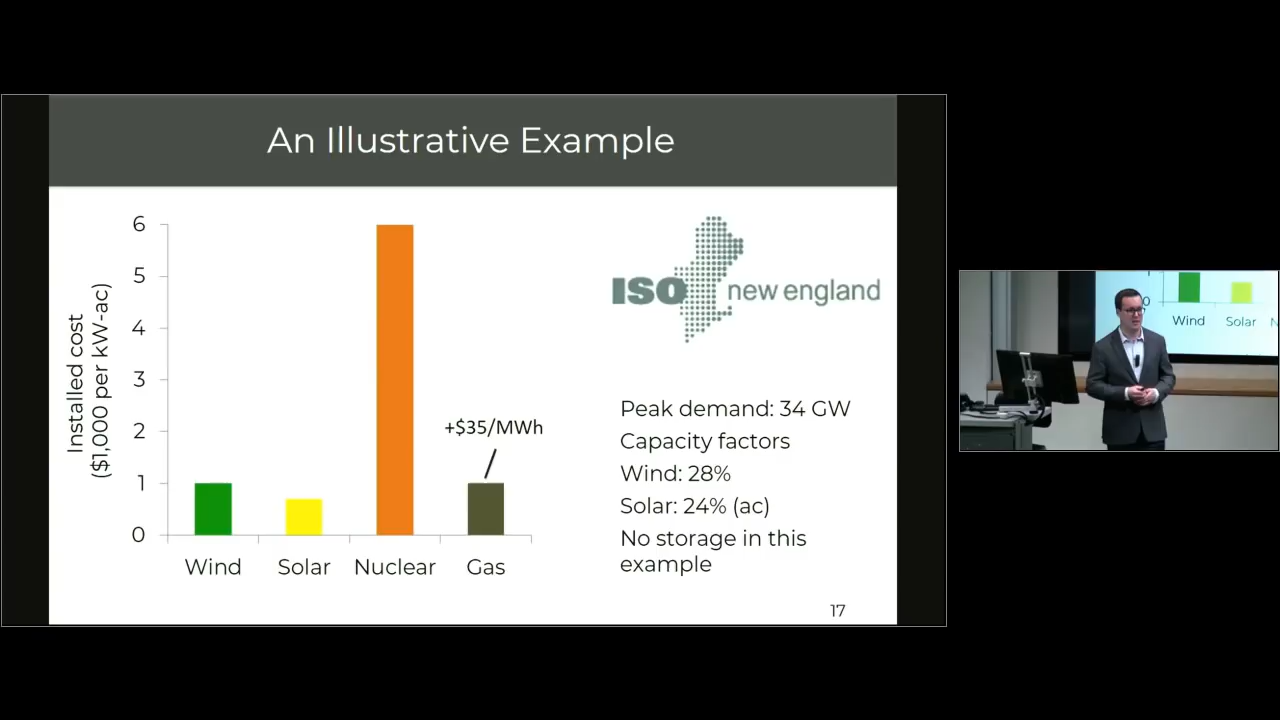 An Illustrative Example
Installed cost
($1,000 per kW-ac)
6
5
4
3
2
1
0
+$35/MWh
Wind
Solar
Nuclear
Gas
ISO new england
Peak demand: 34 GW
Capacity factors
Wind: 28%
Solar: 24% (ac)
No storage in this
example
17
0
Wind
Solar
N